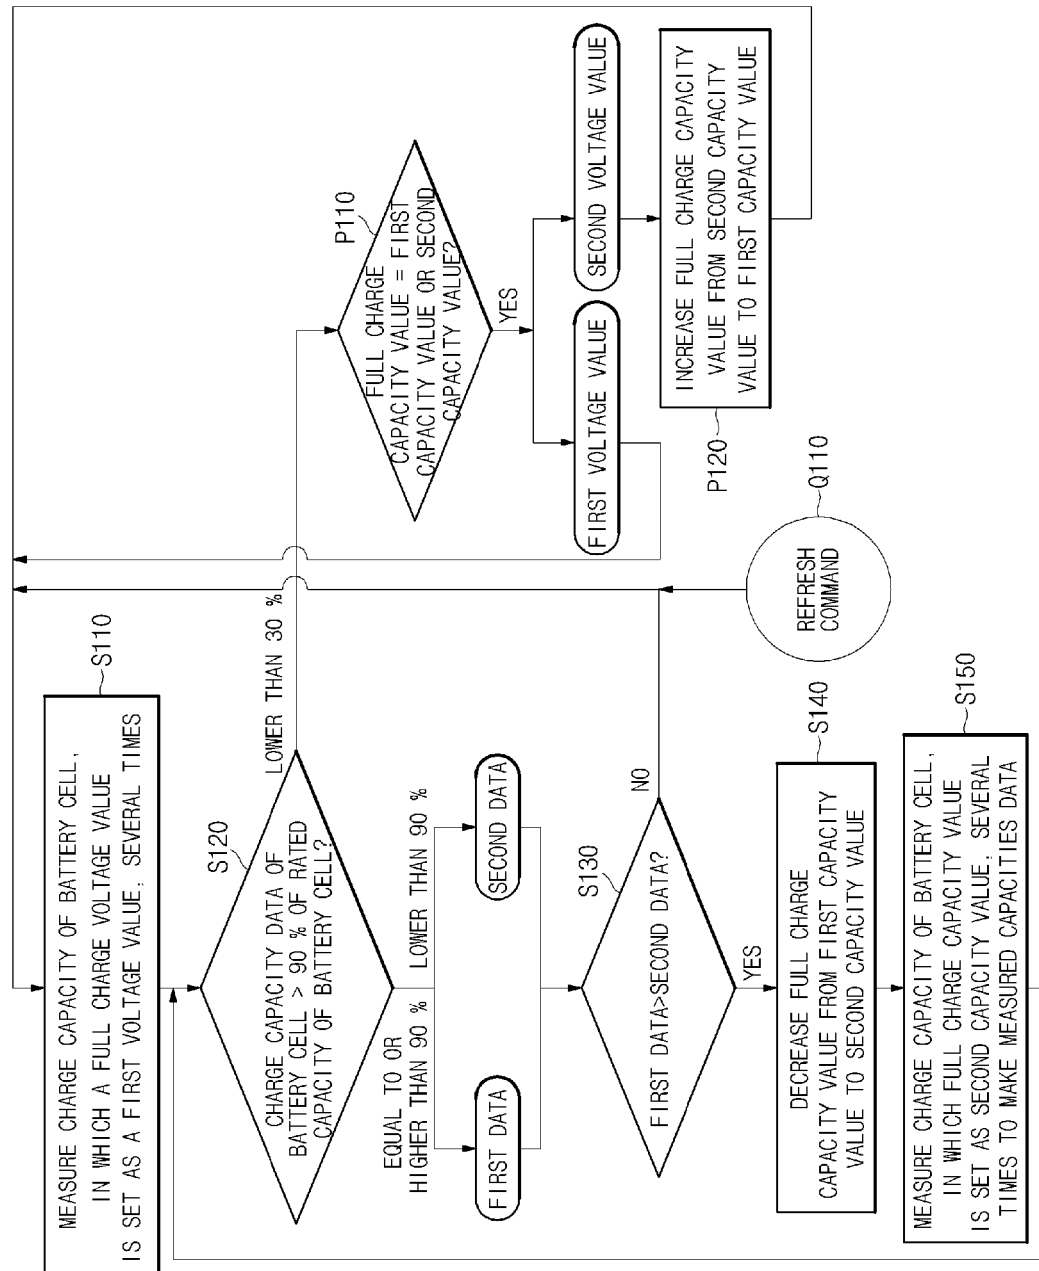 MEASURE CHARGE CAPACITY OF BATTERY CELL,
IN WHICH A FULL CHARGE VOLTAGE VALUE
IS SET AS A FIRST VOLTAGE VALUE, SEVERAL TIMES
S110
S120
CHARGE CAPACITY DATA OF
BATTERY CELL > 90 % OF RATED
CAPACITY OF BATTERY CELL?
LOWER THAN 30 %
EQUAL TO OR
HIGHER THAN 90 %
LOWER THAN 90 %
FIRST DATA
SECOND DATA
S130
FIRST DATA>SECOND DATA?
NO
YES
DECREASE FULL CHARGE
CAPACITY VALUE FROM FIRST CAPACITY
VALUE TO SECOND CAPACITY VALUE
S140
MEASURE CHARGE CAPACITY OF BATTERY CELL,
IN WHICH FULL CHARGE CAPACITY VALUE
IS SET AS SECOND CAPACITY VALUE, SEVERAL
TIMES TO MAKE MEASURED CAPACITIES DATA
S150
P110
FULL CHARGE
CAPACITY VALUE = FIRST
CAPACITY VALUE OR SECOND
CAPACITY VALUE?
YES
FIRST VOLTAGE VALUE
SECOND VOLTAGE VALUE
INCREASE FULL CHARGE CAPACITY
VALUE FROM SECOND CAPACITY
VALUE TO FIRST CAPACITY VALUE
P120
Q110
REFRESH
COMMAND